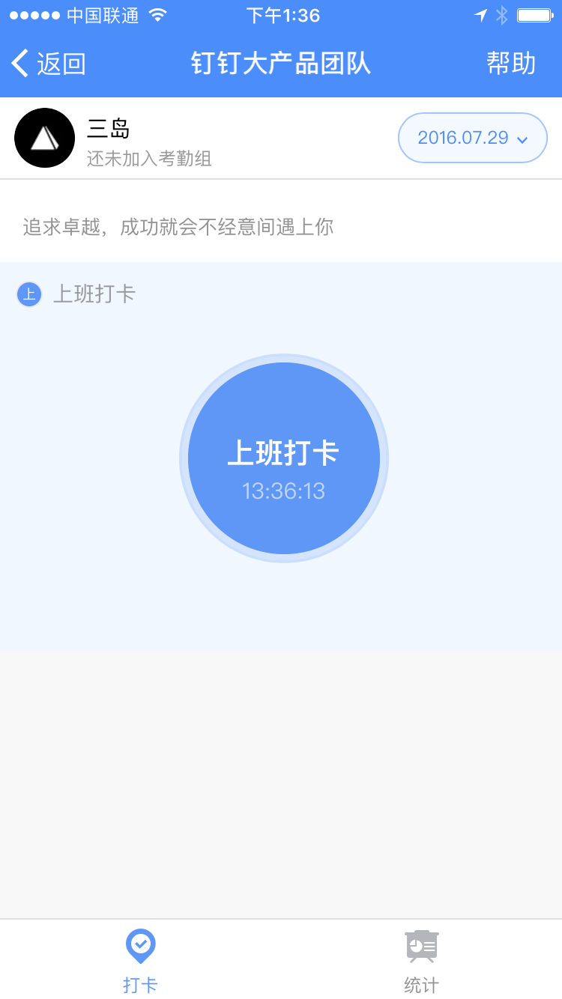 中国联通
下午1:36
返回
钉钉大产品团队
帮助
三岛
还未加入考勤组
2016.07.29
追求卓越，成功就会不经意间遇上你
上
上班打卡
上班打卡
13:36:13
打卡
统计